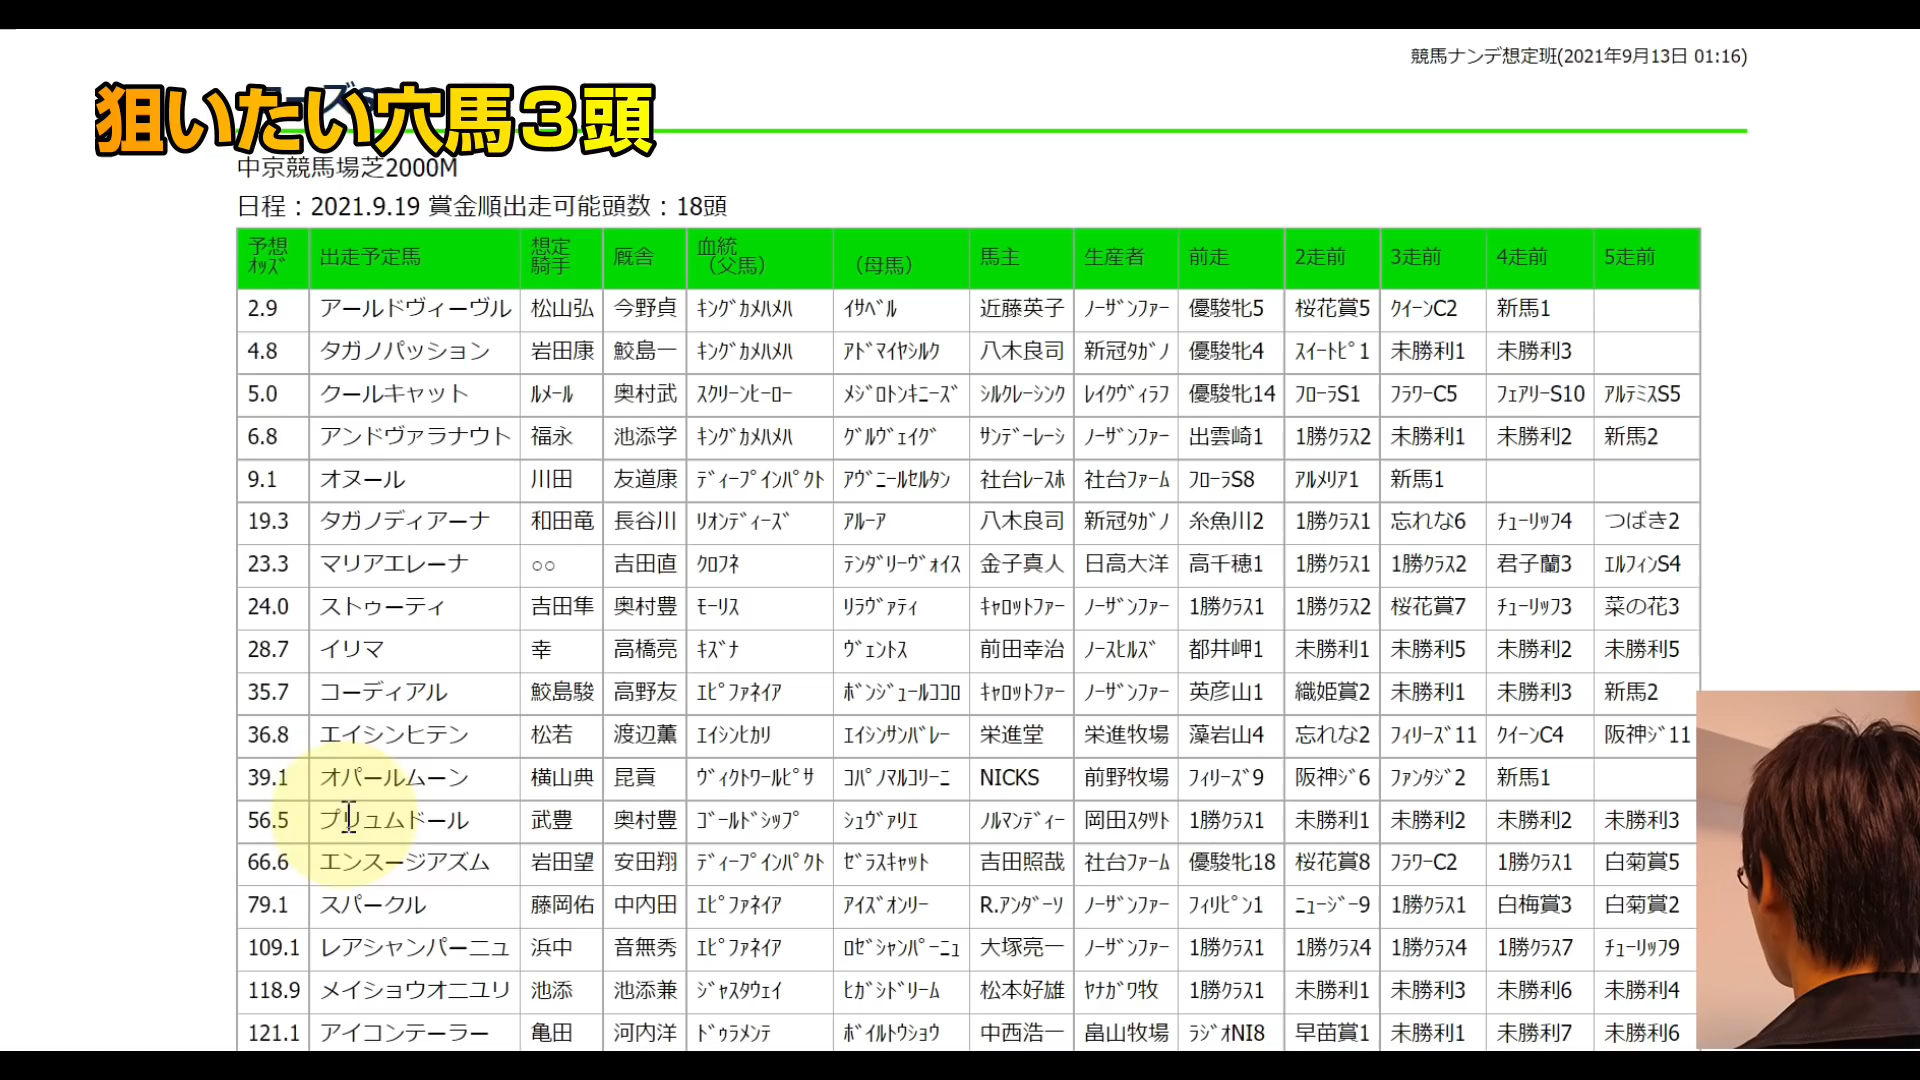 競馬ナンデ想定班(2021年9月13日 01:16)
狙いたい穴馬3頭
中京競馬場芝2000M
日程：2021.9.19 賞金順出走可能頭数：18頭
予想ｵｯｽﾞ 出走予定馬 想定騎手 厩舎 血統（父馬） （母馬） 馬主 生産者 前走 2走前 3走前 4走前 5走前
2.9 アールドヴィーヴル 松山弘 今野貞 ｷﾝｸﾞｶﾒﾊﾒﾊ ｲｻﾍﾞﾙ 近藤英子 ﾉｰｻﾞﾝﾌｧｰ 優駿牝5 桜花賞5 ｸｲｰﾝC2 新馬1
4.8 タガノパッション 岩田康 鮫島一 ｷﾝｸﾞｶﾒﾊﾒﾊ ｱﾄﾞﾏｲﾔｼﾙｸ 八木良司 新冠ﾀｶﾞﾉ 優駿牝4 ｽｲｰﾄﾋﾟ1 未勝利1 未勝利3
5.0 クールキャット ﾙﾒｰﾙ 奥村武 ｽｸﾘｰﾝﾋｰﾛｰ ﾒｼﾞﾛﾄﾝｷﾆｰｽﾞ ｼﾙｸﾚｰｼﾝｸ ﾚｲｸｳﾞｨﾗﾌ 優駿牝14 ﾌﾛｰﾗS1 ﾌﾗﾜｰC5 ﾌｪｱﾘｰS10 ｱﾙﾃﾐｽS5
6.8 アンドヴァラナウト 福永 池添学 ｷﾝｸﾞｶﾒﾊﾒﾊ ｸﾞﾙｳﾞｪｲｸﾞ ｻﾝﾃﾞｰﾚｰｼ ﾉｰｻﾞﾝﾌｧｰ 出雲崎1 1勝ｸﾗｽ2 未勝利1 未勝利2 新馬2
9.1 オヌール 川田 友道康 ﾃﾞｨｰﾌﾟｲﾝﾊﾟｸﾄ ｱｳﾞﾆｰﾙｾﾙﾀﾝ 社台ﾚｰｽﾎ 社台ﾌｧｰﾑ ﾌﾛｰﾗS8 ｱﾙﾒﾘｱ1 新馬1
19.3 タガノディアーナ 和田竜 長谷川 ﾘｵﾝﾃﾞｨｰｽﾞ ｱﾙｰｱ 八木良司 新冠ﾀｶﾞﾉ 糸魚川2 1勝ｸﾗｽ1 忘れな6 ﾁｭｰﾘｯﾌ4 つばき2
23.3 マリアエレーナ ○○ 吉田直 ｸﾛﾌﾈ ﾃﾝﾀﾞﾘｰｳﾞｫｲｽ 金子真人 日高大洋 高千穂1 1勝ｸﾗｽ1 1勝ｸﾗｽ2 君子蘭3 ｴﾙﾌｨﾝS4
24.0 ストゥーティ 吉田隼 奥村豊 ﾓｰﾘｽ ﾘﾗｳﾞｧﾃｨ ｷｬﾛｯﾄﾌｧｰ ﾉｰｻﾞﾝﾌｧｰ 1勝ｸﾗｽ1 1勝ｸﾗｽ2 桜花賞7 ﾁｭｰﾘｯﾌ3 菜の花3
28.7 イリマ 幸 高橋亮 ｷｽﾞﾅ ｳﾞｪﾝﾄｽ 前田幸治 ﾉｰｽﾋﾙｽﾞ 都井岬1 未勝利1 未勝利5 未勝利2 未勝利5
35.7 コーディアル 鮫島駿 高野友 ｴﾋﾟﾌｧﾈｲｱ ﾎﾞﾝｼﾞｭｰﾙｺｺﾛ ｷｬﾛｯﾄﾌｧｰ ﾉｰｻﾞﾝﾌｧｰ 英彦山1 織姫賞2 未勝利1 未勝利3 新馬2
36.8 エイシンヒテン 松若 渡辺薫 ｴｲｼﾝﾋｶﾘ ｴｲｼﾝｻﾝﾊﾞﾚｰ 栄進堂 栄進牧場 藻岩山4 忘れな2 ﾌｨﾘｰｽﾞ11 ｸｲｰﾝC4 阪神ｼﾞ11
39.1 オパールムーン 横山典 昆貢 ｳﾞｨｸﾄﾜｰﾙﾋﾟｻ ｺﾊﾟﾉﾏﾙｺﾘｰﾆ NICKS 前野牧場 ﾌｨﾘｰｽﾞ9 阪神ｼﾞ6 ﾌｧﾝﾀｼﾞ2 新馬1
56.5 プリュムドール 武豊 奥村豊 ｺﾞｰﾙﾄﾞｼｯﾌﾟ ｼｭｳﾞｧﾘｴ ﾉﾙﾏﾝﾃﾞｨｰ 岡田ｽﾀﾂﾄ 1勝ｸﾗｽ1 未勝利1 未勝利2 未勝利2 未勝利3
66.6 エンスージアズム 岩田望 安田翔 ﾃﾞｨｰﾌﾟｲﾝﾊﾟｸﾄ ｾﾞﾗｽｷｬｯﾄ 吉田照哉 社台ﾌｧｰﾑ 優駿牝18 桜花賞8 ﾌﾗﾜｰC2 1勝ｸﾗｽ1 白菊賞5
79.1 スパークル 藤岡佑 中内田 ｴﾋﾟﾌｧﾈｲｱ ｱｲｽﾞｵﾝﾘｰ R.ｱﾝﾀﾞｰｿ ﾉｰｻﾞﾝﾌｧｰ ﾌｨﾘﾋﾟﾝ1 ﾆｭｰｼﾞｰ9 1勝ｸﾗｽ1 白梅賞3 白菊賞2
109.1 レアシャンパーニュ 浜中 音無秀 ｴﾋﾟﾌｧﾈｲｱ ﾛｾﾞｼｬﾝﾊﾟｰﾆｭ 大塚亮一 ﾉｰｻﾞﾝﾌｧｰ 1勝ｸﾗｽ1 1勝ｸﾗｽ4 1勝ｸﾗｽ4 1勝ｸﾗｽ7 ﾁｭｰﾘｯﾌ9
118.9 メイショウオニユリ 池添 池添兼 ｼﾞｬｽﾀｳｪｲ ﾋｶﾞｼﾄﾞﾘｰﾑ 松本好雄 ﾔﾅｶﾞﾜ牧 1勝ｸﾗｽ1 未勝利1 未勝利3 未勝利6 未勝利4
121.1 アイコンテーラー 亀田 河内洋 ﾄﾞｩﾗﾒﾝﾃ ﾎﾞｲﾙﾄｳｼｮｳ 中西浩一 畠山牧場 ﾗｼﾞｵNI8 早苗賞1 未勝利1 未勝利7 未勝利6